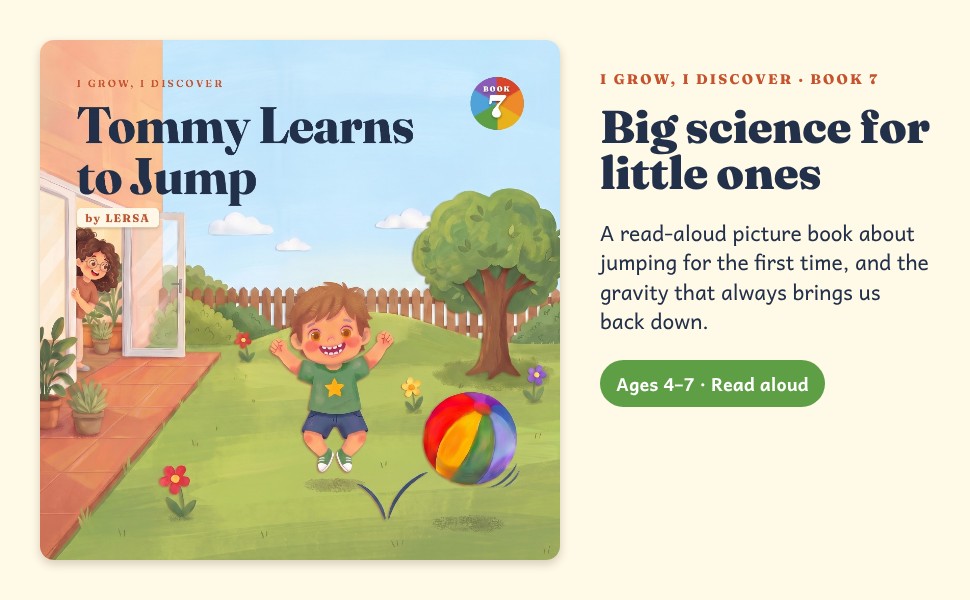 I GROW, I DISCOVER
BOOK
7
Tommy Learns
to Jump
by LERSA
I GROW, I DISCOVER · BOOK 7
Big science for
little ones
A read-aloud picture book about
jumping for the first time, and the
gravity that always brings us
back down.
Ages 4–7 · Read aloud